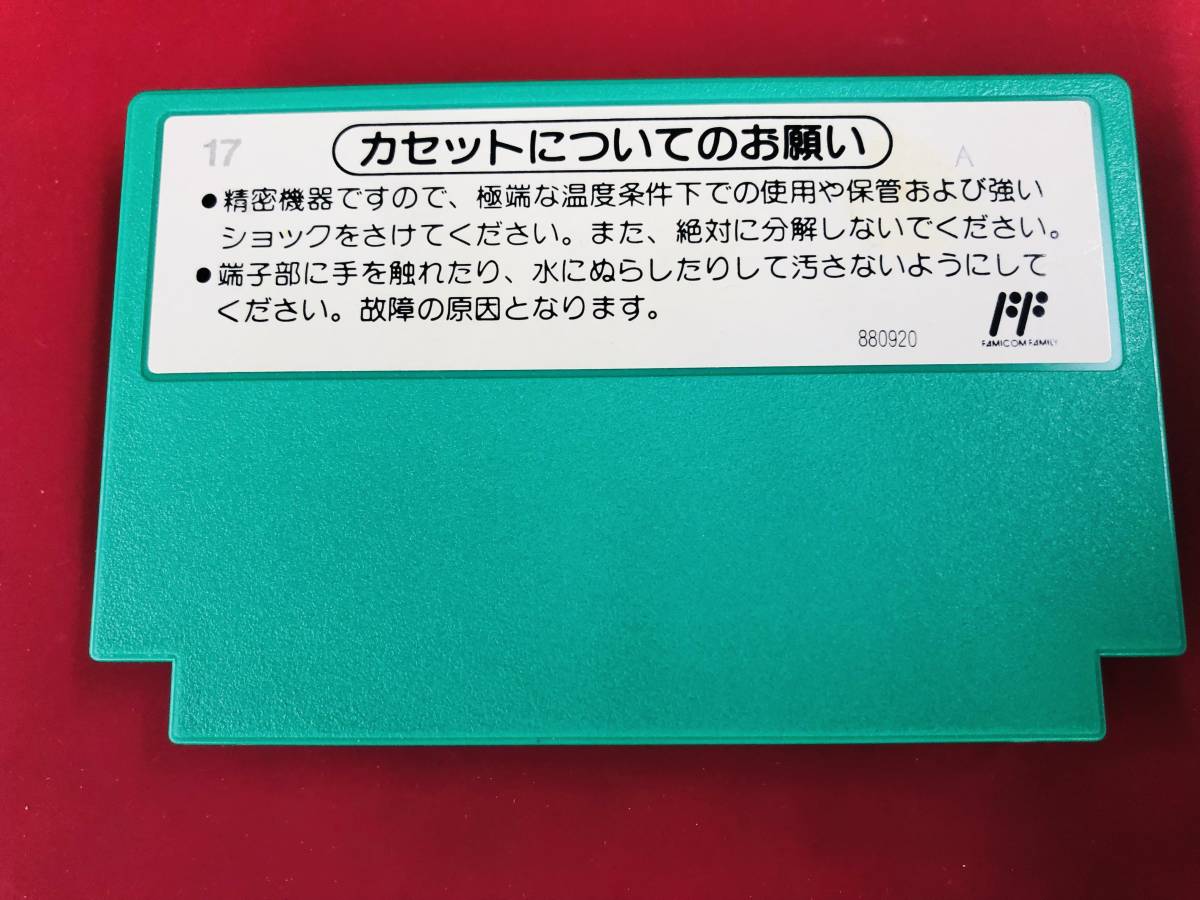 17
カセットについてのお願い
A
●精密機器ですので、極端な温度条件下での使用や保管および強い
ショックをさけてください。また、絶対に分解しないでください。
●端子部に手を触れたり、水にぬらしたりして汚さないようにして
ください。故障の原因となります。
880920
FF
FAMICOM FAMILY